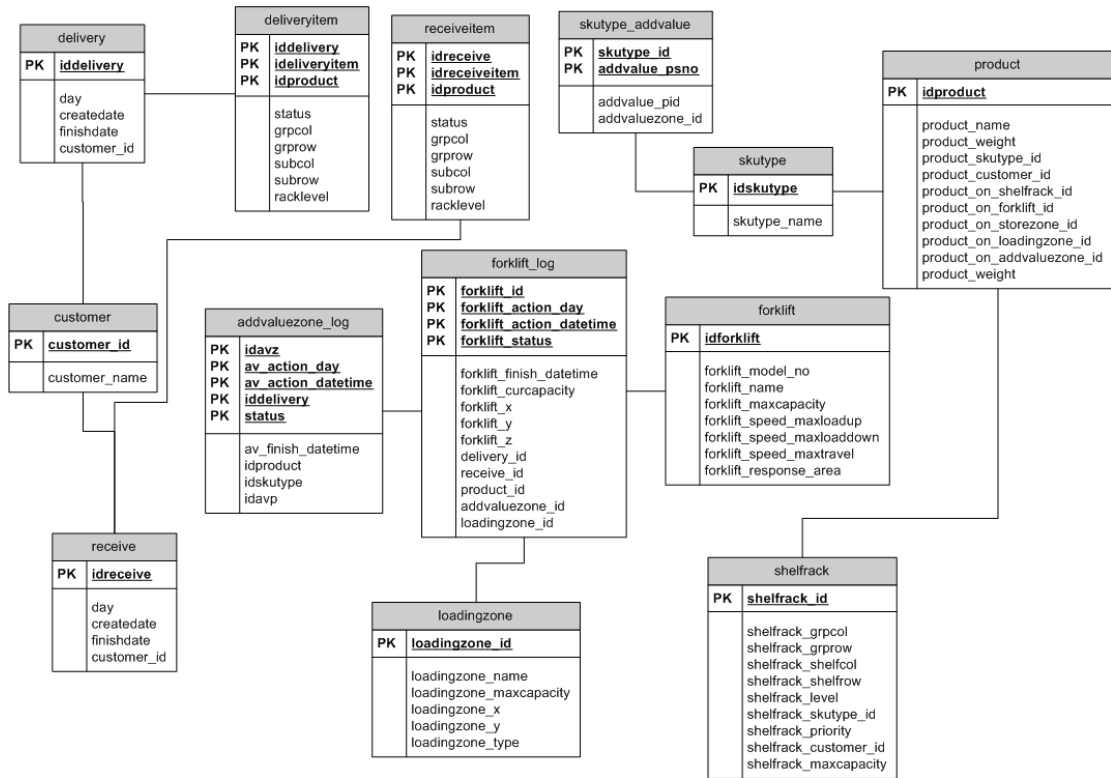 delivery
PK iddelivery
day
createdate
finishdate
customer_id
deliveryitem
PK iddelivery
PK ideliveryitem
PK idproduct
status
grpcol
grprow
subcol
subrow
racklevel
receiveitem
PK idreceive
PK idreceiveitem
PK idproduct
status
grpcol
grprow
subcol
subrow
racklevel
skutype_addvalue
PK skutype_id
PK addvalue_psno
addvalue_pid
addvaluezone_id
product
PK idproduct
product_name
product_weight
product_skutype_id
product_customer_id
product_on_shelfrack_id
product_on_forklift_id
product_on_storezone_id
product_on_loadingzone_id
product_on_addvaluezone_id
product_weight
skutype
PK idskutype
skutype_name
customer
PK customer_id
customer_name
addvaluezone_log
PK idavz
PK av_action_day
PK av_action_datetime
PK iddelivery
PK status
av_finish_datetime
idproduct
idskutype
idavp
forklift_log
PK forklift_id
PK forklift_action_day
PK forklift_action_datetime
PK forklift_status
forklift_finish_datetime
forklift_curcapacity
forklift_x
forklift_y
forklift_z
delivery_id
receive_id
product_id
addvaluezone_id
loadingzone_id
forklift
PK idforklift
forklift_model_no
forklift_name
forklift_maxcapacity
forklift_speed_maxloadup
forklift_speed_maxloaddown
forklift_speed_maxtravel
forklift_response_area
receive
PK idreceive
day
createdate
finishdate
customer_id
loadingzone
PK loadingzone_id
loadingzone_name
loadingzone_maxcapacity
loadingzone_x
loadingzone_y
loadingzone_type
shelfrack
PK shelfrack_id
shelfrack_grpcol
shelfrack_grprow
shelfrack_shelfcol
shelfrack_shelfrow
shelfrack_level
shelfrack_skutype_id
shelfrack_priority
shelfrack_customer_id
shelfrack_maxcapacity